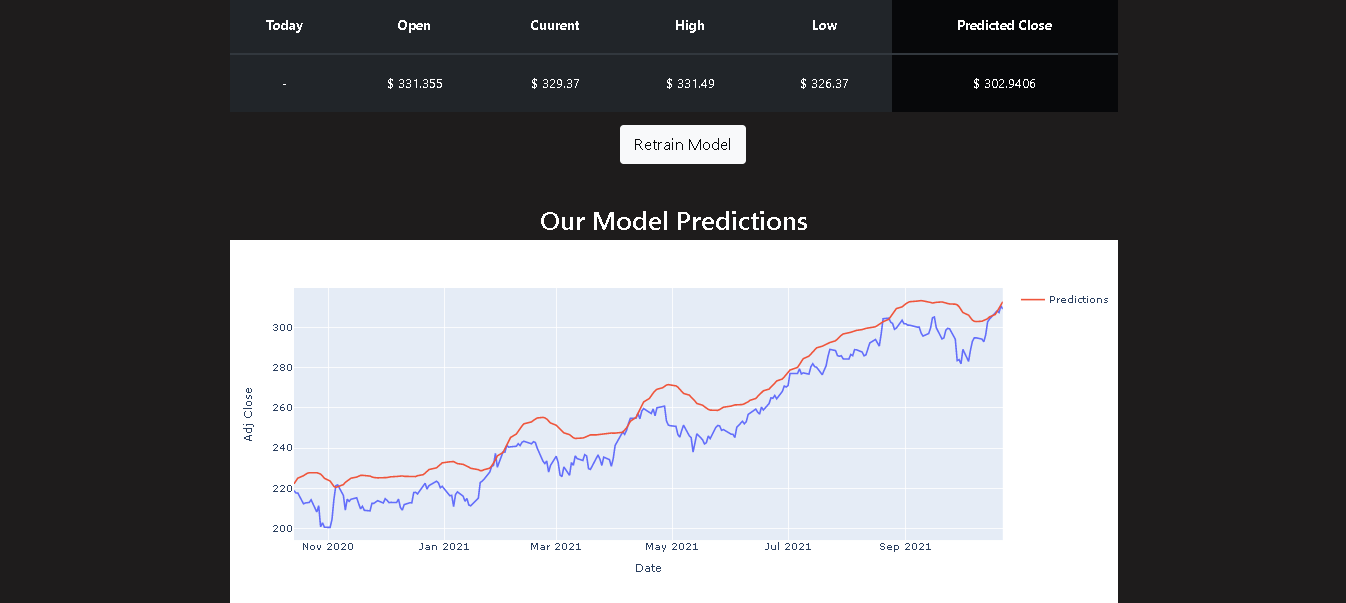 Today Open Cuurent High Low Predicted Close
- $ 331.355 $ 329.37 $ 331.49 $ 326.37 $ 302.9406
Retrain Model
Our Model Predictions
Predictions
300
280
260
240
220
200
Adj Close
Nov 2020 Jan 2021 Mar 2021 May 2021 Jul 2021 Sep 2021
Date